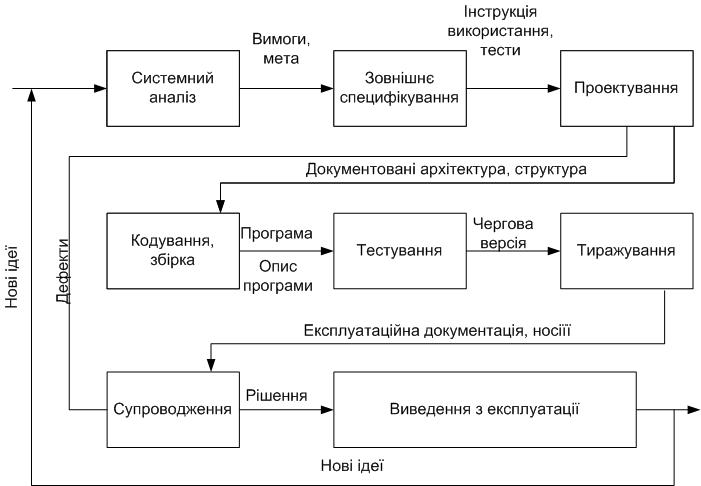 Інструкція
використання,
тести
Вимоги,
мета
Системний
аналіз
Зовнішнє
специфікування
Проектування
Документовані архітектура, структура
Кодування,
збірка
Програма
Опис
програми
Тестування
Чергова
версія
Тиражування
Дефекти
Нові ідеї
Експлуатаційна документація, носіїї
Супроводження
Рішення
Виведення з експлуатації
Нові ідеї